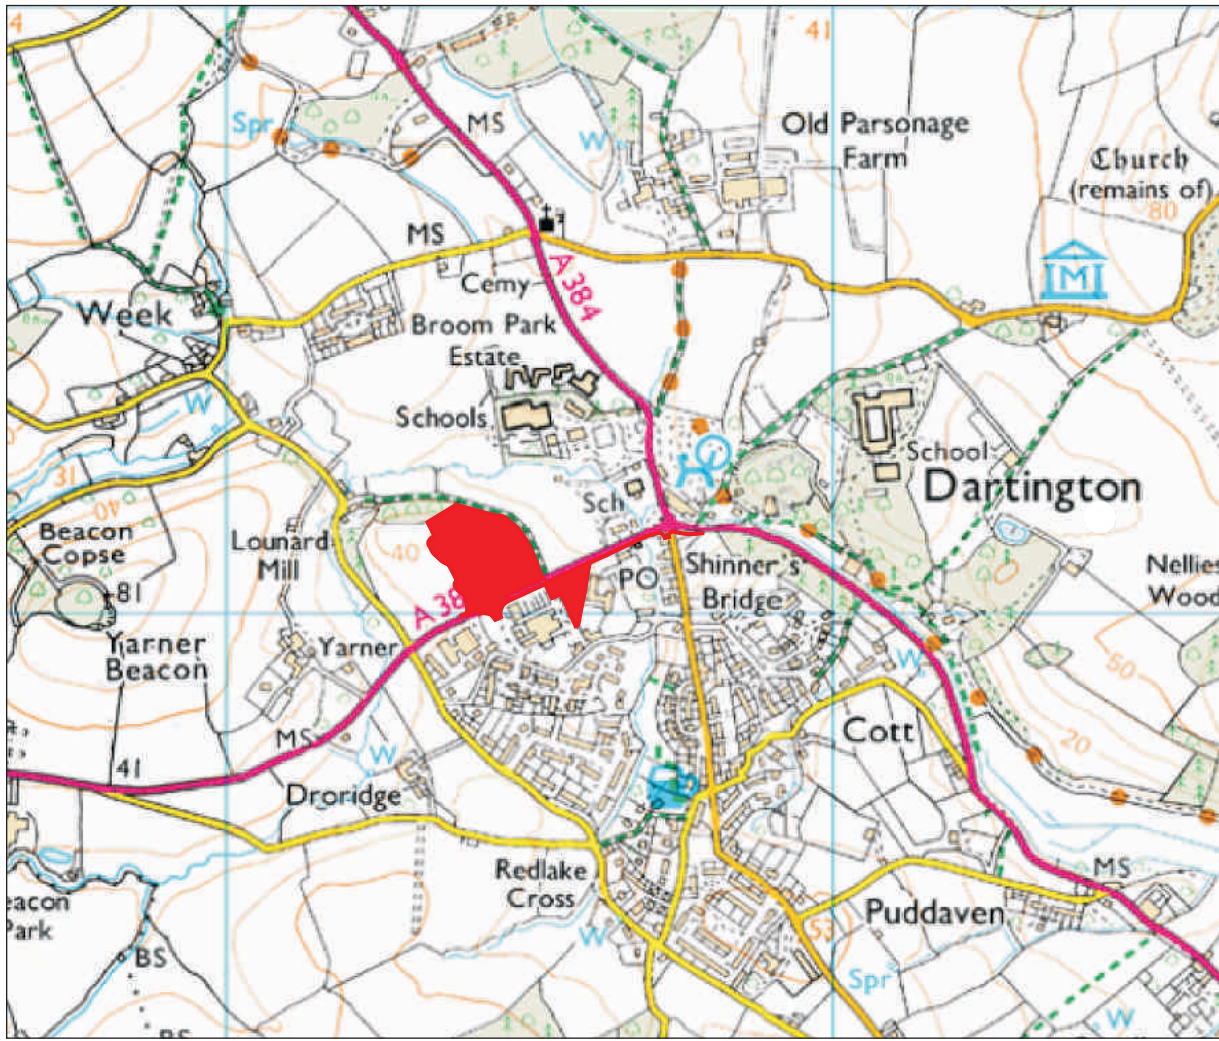 4
41
MS
Spr
W
Old Parsonage
Farm
Church
(remains of)
80
MS
Cemy
A 384
M
Week
Broom Park
Estate
Schools
W
School
Dartington
31
40
Sch
Beacon
Copse
Lounard
Mill
40
81
PO
Shinner's
Bridge
Nellies
Wood
A 38
Yarner
Beacon
Yarner
W
50
MS
W
Cott
20
41
Droridge
Redlake
Cross
MS
eacon
Park
Puddaven
BS
W
53
Spr
W
BS